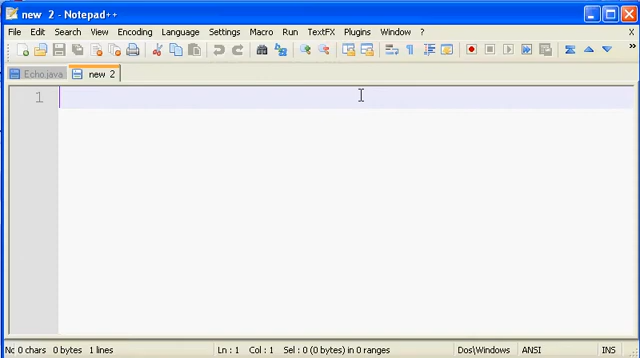 new 2 - Notepad++
File Edit Search View Encoding Language Settings Macro Run TextFX Plugins Window ? X
»
Echo.java new 2
1
Nc 0 chars 0 bytes 1 lines Ln : 1 Col : 1 Sel : 0 (0 bytes) in 0 ranges Dos\Windows ANSI INS